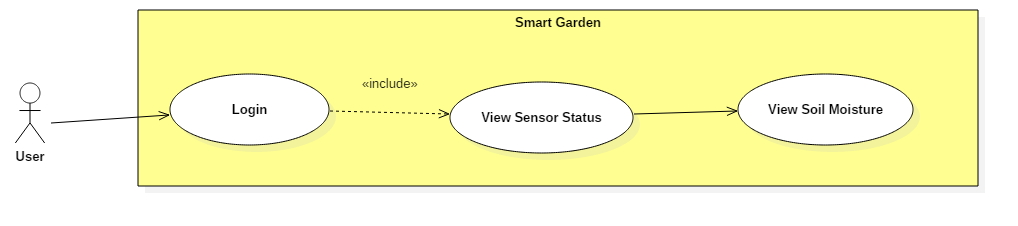 Smart Garden
«include»
Login
View Sensor Status
View Soil Moisture
User